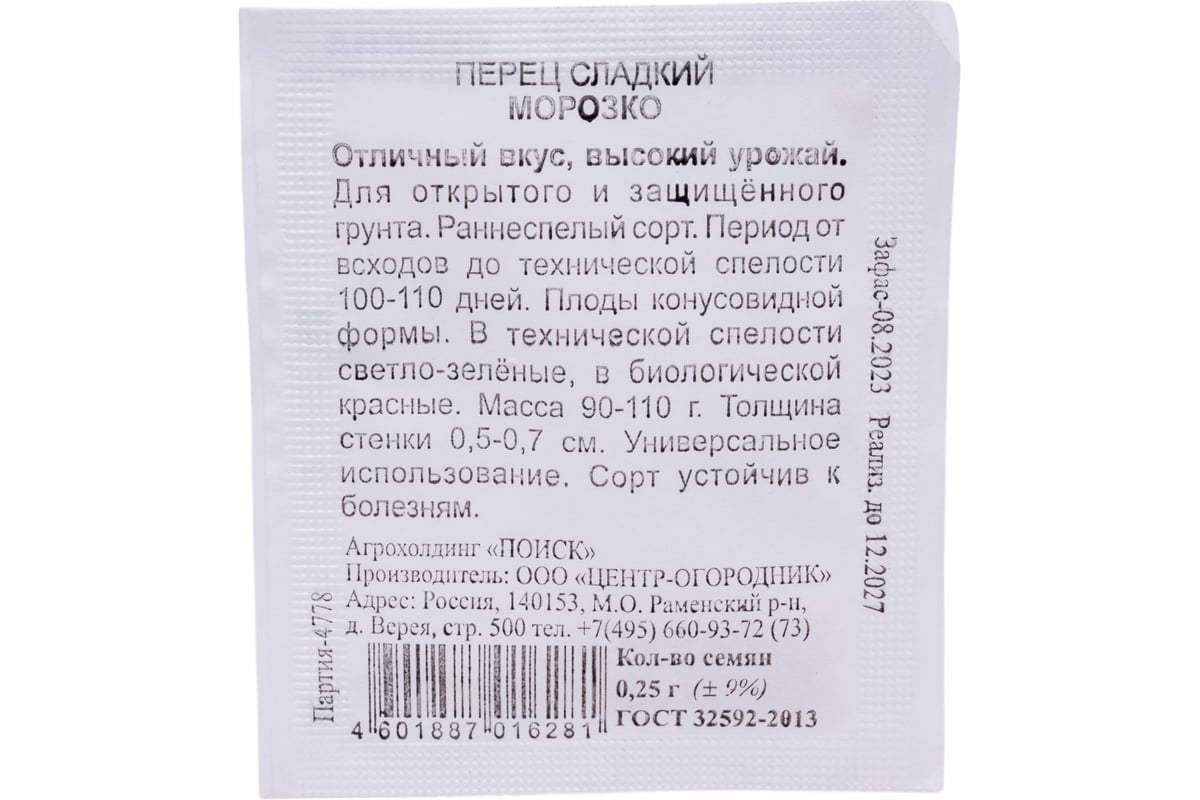 ПЕРЕЦ СЛАДКИЙ
МОРОЗКО
Отличный вкус, высокий урожай.
Для открытого и защищённого
грунта. Раннеспелый сорт. Период от
всходов до технической спелости
100-110 дней. Плоды конусовидной
формы. В технической спелости
светло-зелёные, в биологической
красные. Масса 90-110 г. Толщина
стенки 0,5-0,7 см. Универсальное
использование. Сорт устойчив к
болезням.
Агрохолдинг «ПОИСК»
Производитель: ООО «ЦЕНТР-ОГОРОДНИК»
Адрес: Россия, 140153, М.О. Раменский р-н,
д. Верея, стр. 500 тел. +7(495) 660-93-72 (73)
Кол-во семян
0,25 г (± 9%)
ГОСТ 32592-2013
4 601887 016281
Партия-4778
Зафас-08.2023 Реализ. до 12.2027